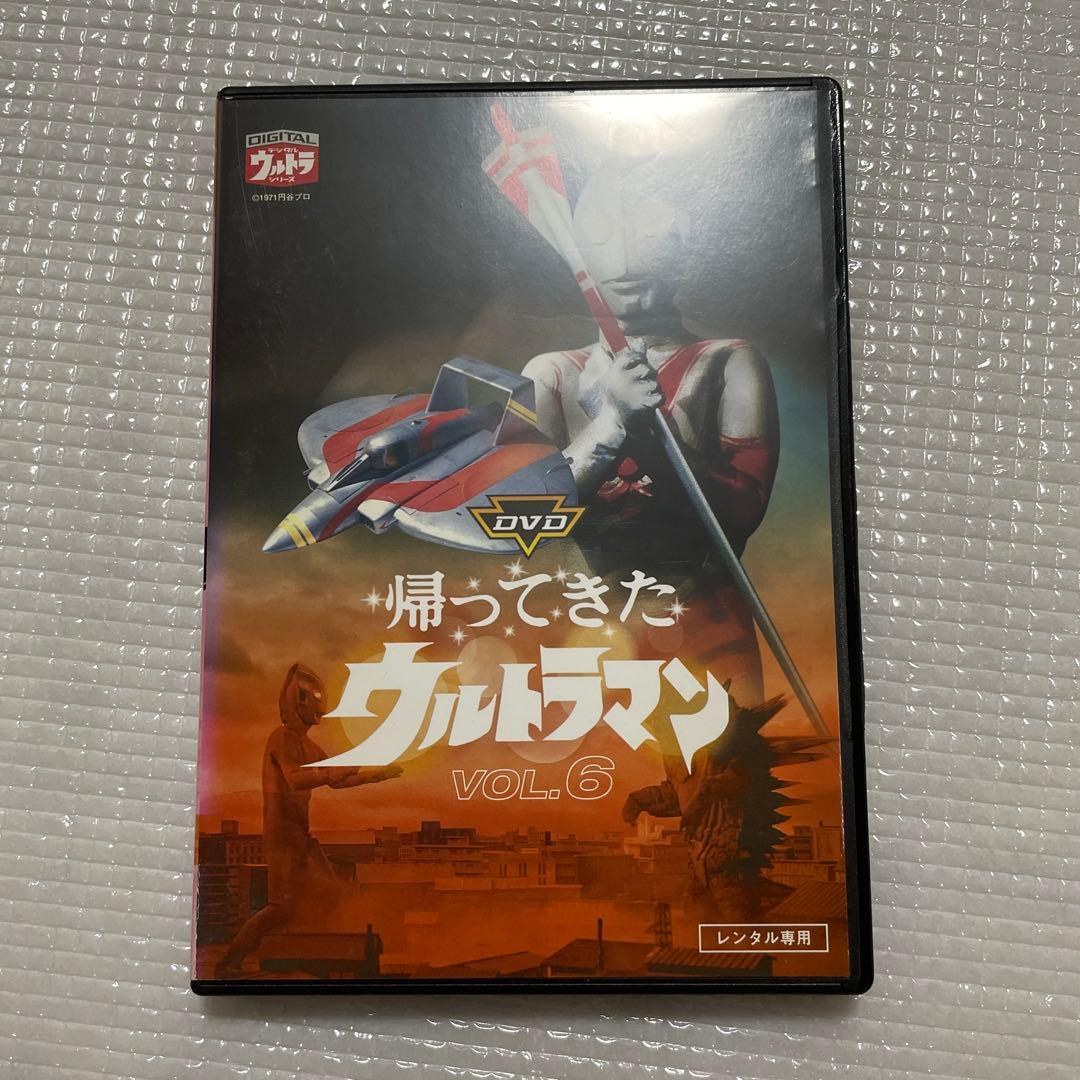 DIGITAL
デジタル
ウルトラ
シリーズ
©1971円谷プロ
DVD
帰ってきた
ウルトラマン
VOL.6
レンタル専用